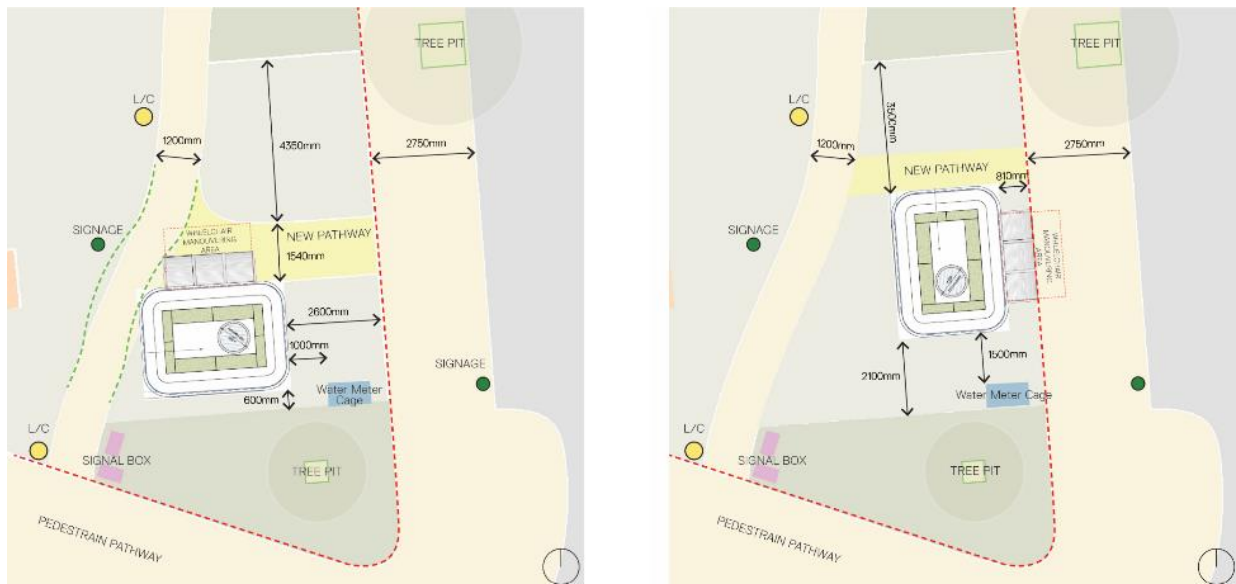 TREE PIT
L/C
1200mm
4350mm
2750mm
SIGNAGE
AREA
NEW PATHWAY
1540mm
2600mm
1000mm
SIGNAGE
Water Meter
Cage
600mm
L/C
SIGNAL BOX
TREE PIT
PEDESTRAIN PATHWAY
TREE PIT
L/C
3500mm
1200mm
2750mm
NEW PATHWAY
810mm
SIGNAGE
AREA
1500mm
2100mm
Water Meter Cage
L/C
SIGNAL BOX
TREE PIT
PEDESTRAIN PATHWAY